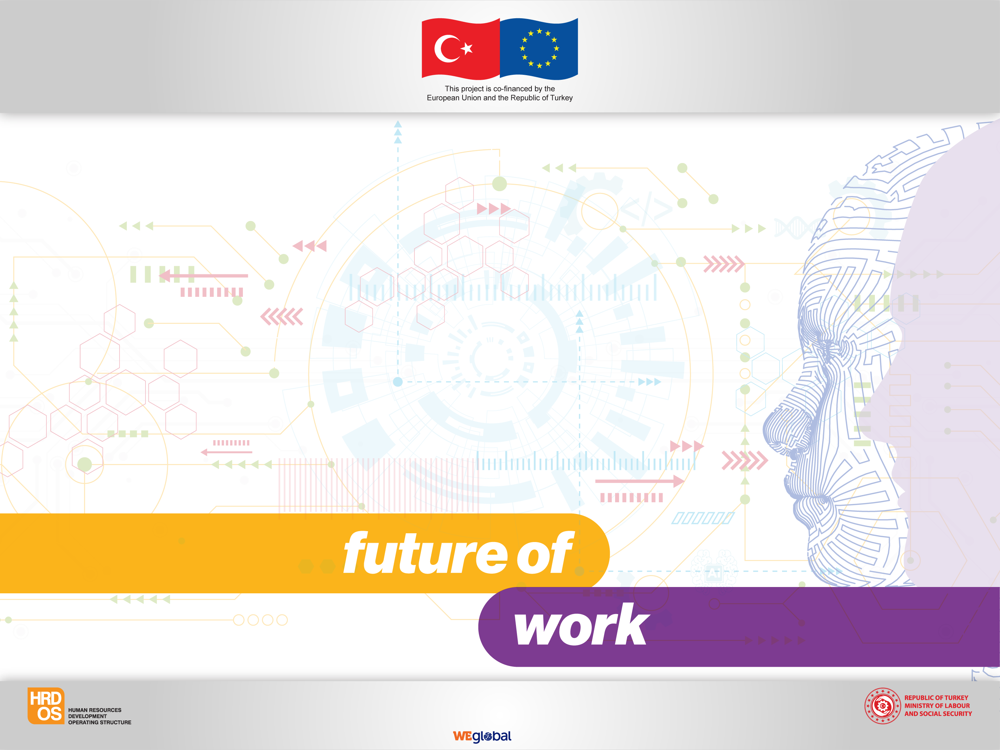 This project is co-financed by the
European Union and the Republic of Turkey
</>
future of
AI
work
HRD
OS
HUMAN RESOURCES
DEVELOPMENT
OPERATING STRUCTURE
WEglobal
REPUBLIC OF TURKEY
MINISTRY OF LABOUR
AND SOCIAL SECURITY